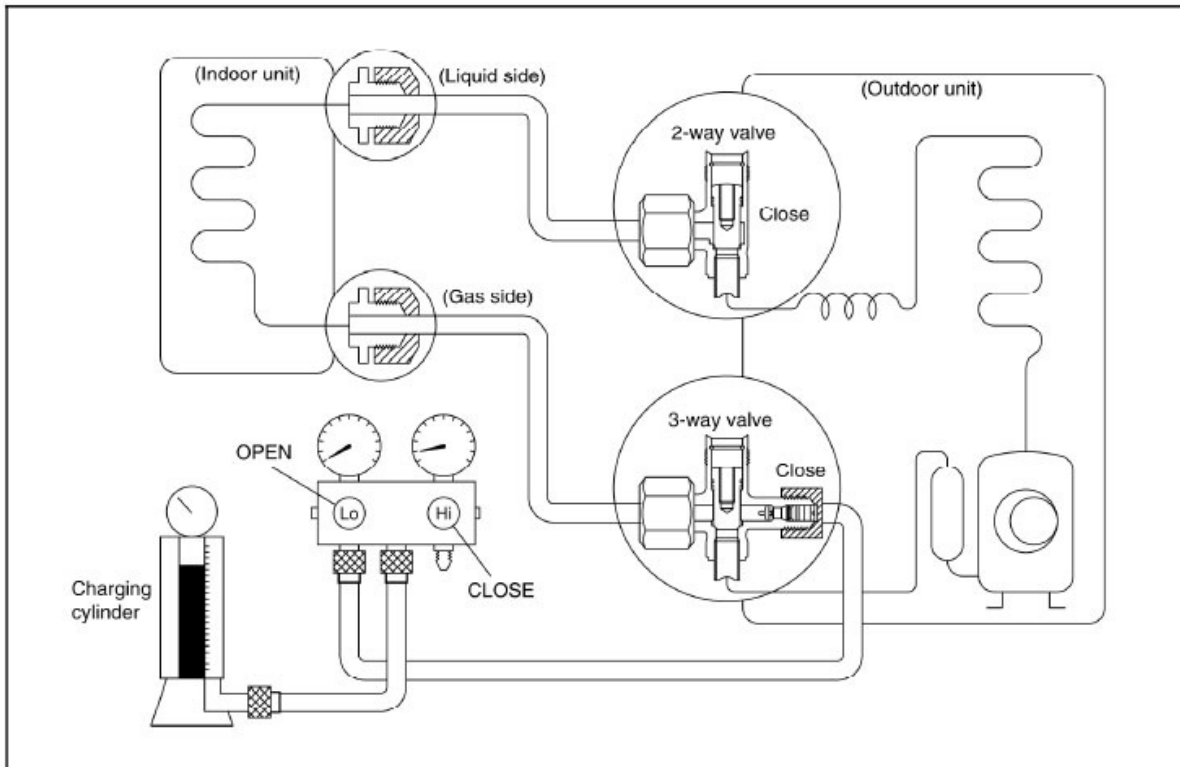 (Indoor unit)
(Liquid side)
(Outdoor unit)
2-way valve
Close
(Gas side)
3-way valve
Close
OPEN
Lo
Hi
CLOSE
Charging
cylinder